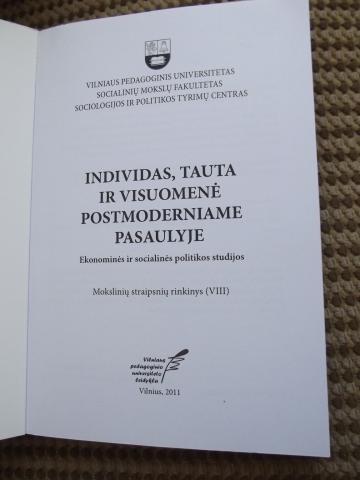 VILNIAUS PEDAGOGINIS UNIVERSITETAS
SOCIALINIŲ MOKSLŲ FAKULTETAS
SOCIOLOGIJOS IR POLITIKOS TYRIMŲ CENTRAS
INDIVIDAS, TAUTA
IR VISUOMENĖ
POSTMODERNIAME
PASAULYJE
Ekonominės ir socialinės politikos studijos
Mokslinių straipsnių rinkinys (VIII)
Vilniaus
pedagoginio
universiteto
leidykla
Vilnius, 2011